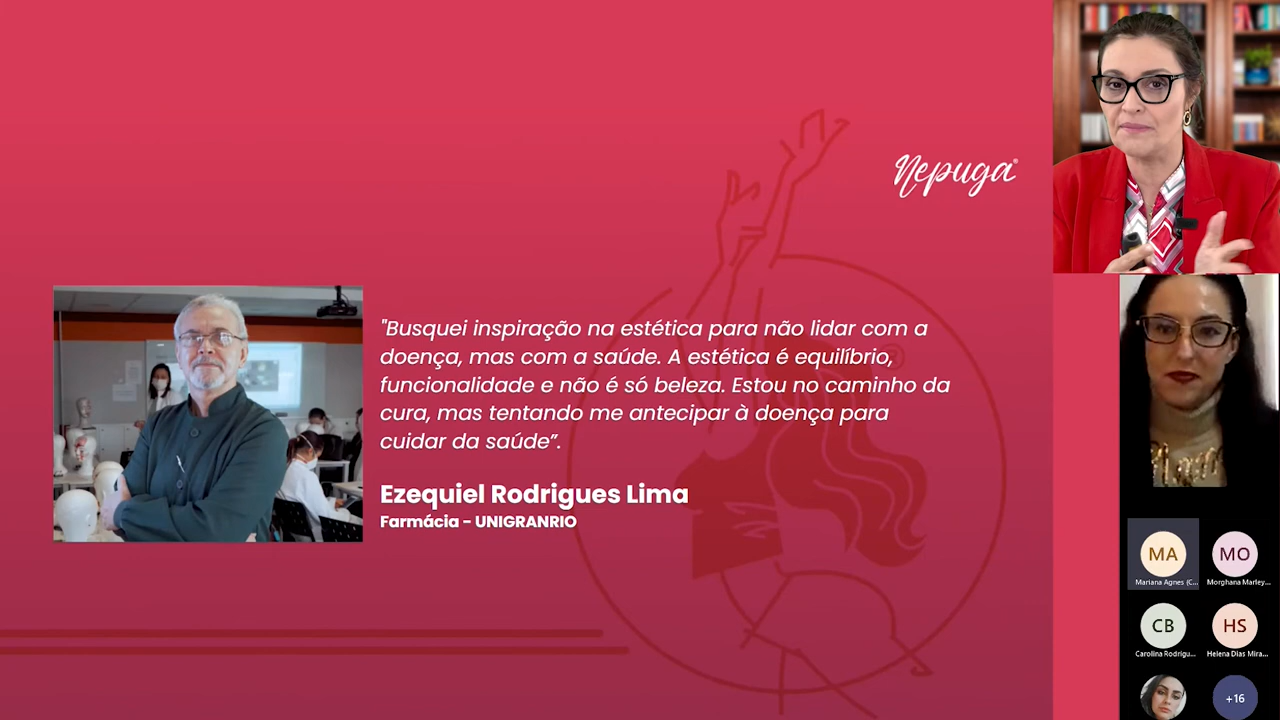 Nepuga
"Busquei inspiração na estética para não lidar com a
doença, mas com a saúde. A estética é equilíbrio,
funcionalidade e não é só beleza. Estou no caminho da
cura, mas tentando me antecipar à doença para
cuidar da saúde”.
Ezequiel Rodrigues Lima
Farmácia - UNIGRANRIO
MA
MO
Mariana Agnes (C...
Morghana Marley...
CB
HS
Carolina Rodrígu...
Helena Dias Mira...
+16